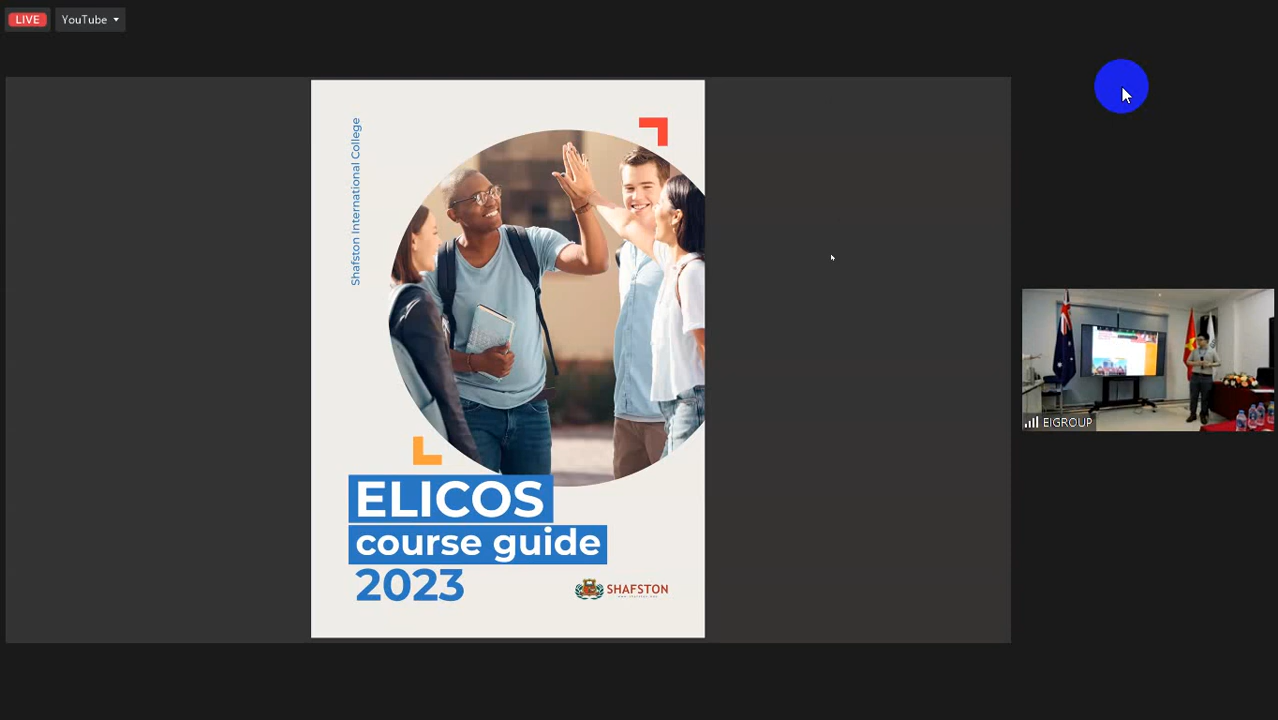 LIVE
YouTube
Shafston International College
ELICOS
course guide
2023
SHAFSTON
EIGROUP